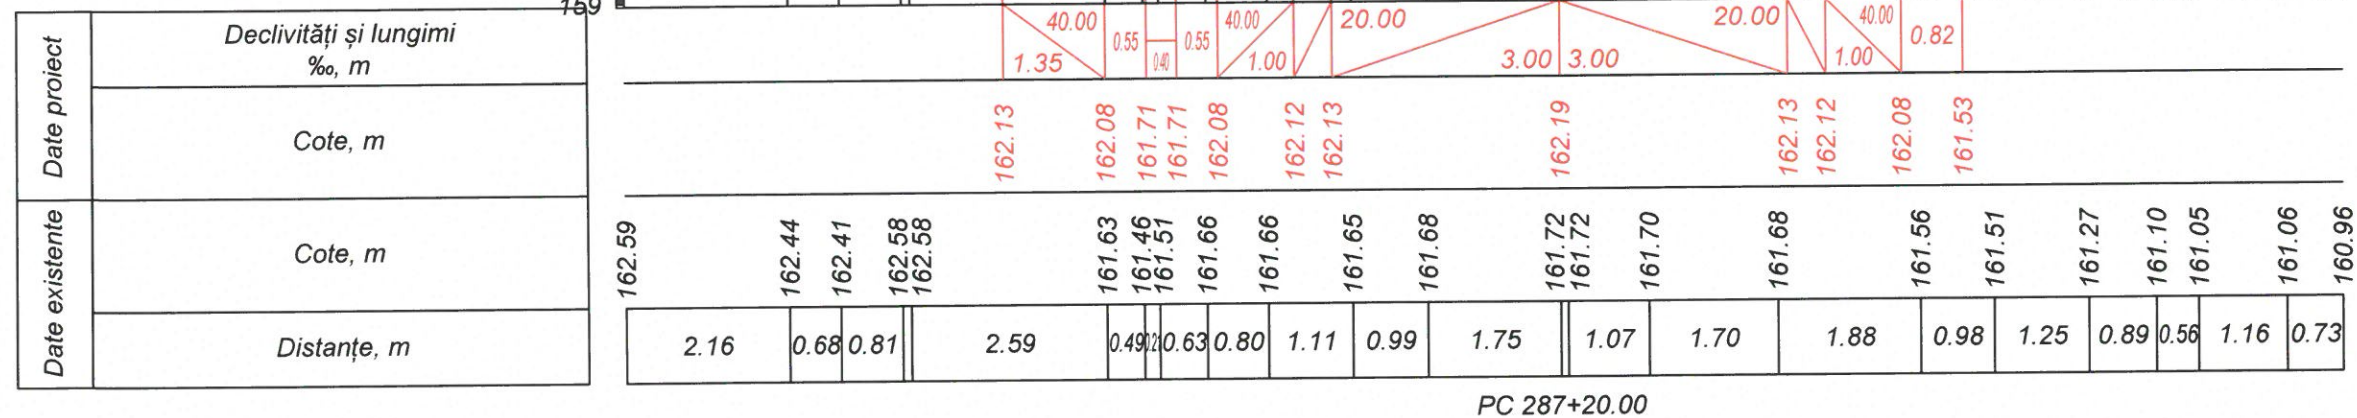 159
Date proiect
Declivități și lungimi
‰, m
40.00 1.35 0.55 0.40 0.55 40.00 1.00 20.00 3.00 3.00 20.00 40.00 1.00 0.82
Cote, m
162.13 162.08 161.71 161.71 162.08 162.12 162.13 162.19 162.13 162.12 162.08 161.53
Date existente
Cote, m
162.59 162.44 162.41 162.58 162.58 161.63 161.46 161.51 161.66 161.66 161.65 161.68 161.72 161.72 161.70 161.68 161.56 161.51 161.27 161.10 161.05 161.06 160.96
Distanțe, m
2.16 0.68 0.81 2.59 0.49 0.63 0.80 1.11 0.99 1.75 1.07 1.70 1.88 0.98 1.25 0.89 0.56 1.16 0.73
PC 287+20.00